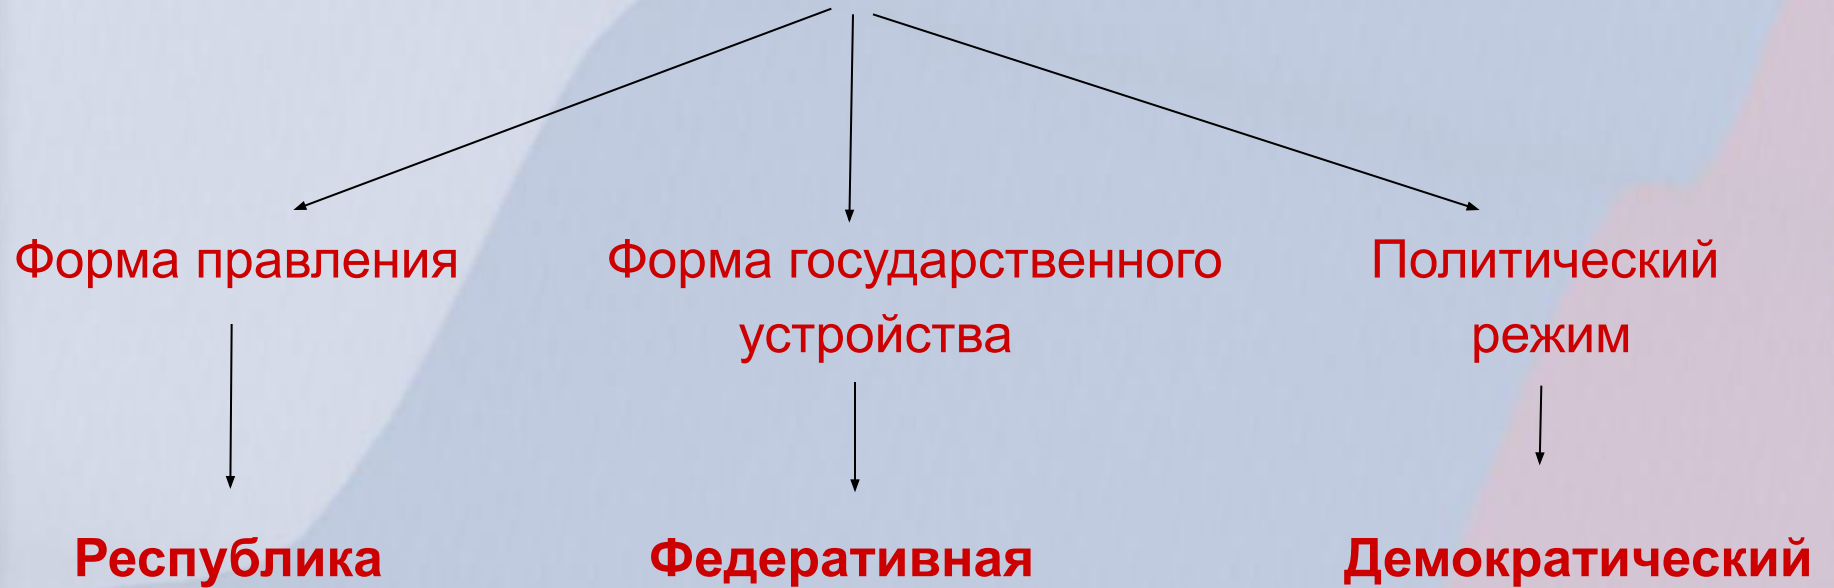 Форма правления
Форма государственного
устройства
Политический
режим
Республика
Федеративная
Демократический